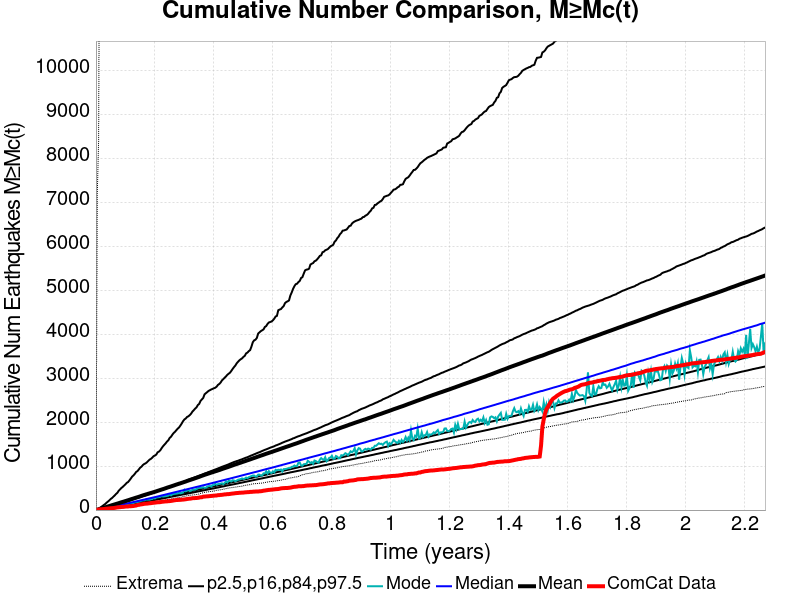 Cumulative Number Comparison, M≥Mc(t)
Cumulative Num Earthquakes M≥Mc(t)
10000
9000
8000
7000
6000
5000
4000
3000
2000
1000
0
0 0.2 0.4 0.6 0.8 1 1.2 1.4 1.6 1.8 2 2.2
Time (years)
Extrema p2.5,p16,p84,p97.5 Mode Median Mean ComCat Data